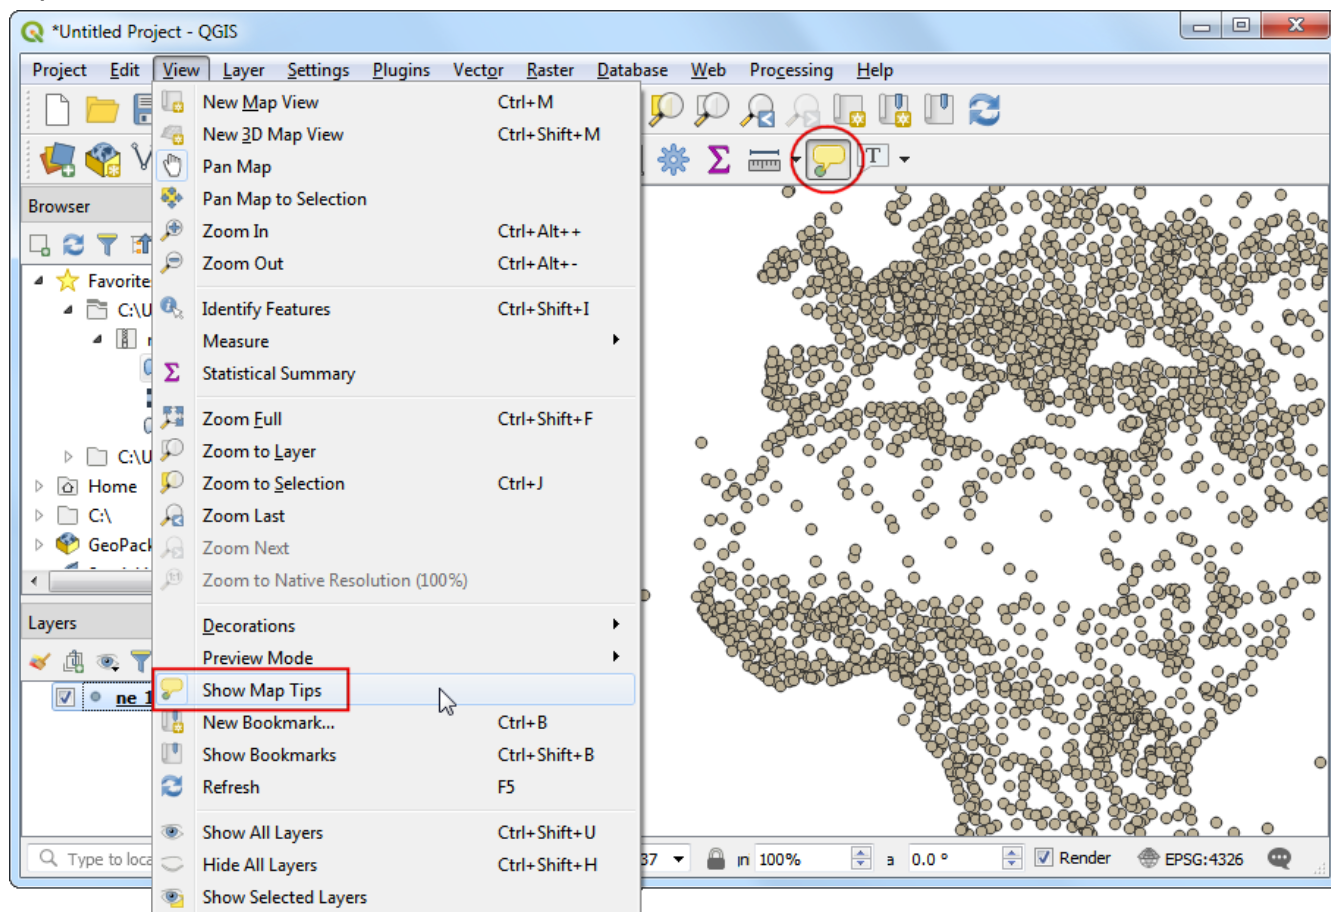 *Untitled Project - QGIS
Project Edit View Layer Settings Plugins Vector Raster Database Web Processing Help
New Map View Ctrl+M
New 3D Map View Ctrl+Shift+M
Pan Map
Pan Map to Selection
Zoom In Ctrl+Alt++
Zoom Out Ctrl+Alt+-
Identify Features Ctrl+Shift+I
Measure
Statistical Summary
Zoom Full Ctrl+Shift+F
Zoom to Layer
Zoom to Selection Ctrl+J
Zoom Last
Zoom Next
Zoom to Native Resolution (100%)
Decorations
Preview Mode
Show Map Tips
New Bookmark... Ctrl+B
Show Bookmarks Ctrl+Shift+B
Refresh F5
Show All Layers Ctrl+Shift+U
Hide All Layers Ctrl+Shift+H
Show Selected Layers
Browser
Favorite
C:\U
C:\U
Home
C:\
GeoPack
Layers
ne_1
Type to loca
37 100% 0.0 ° Render EPSG:4326